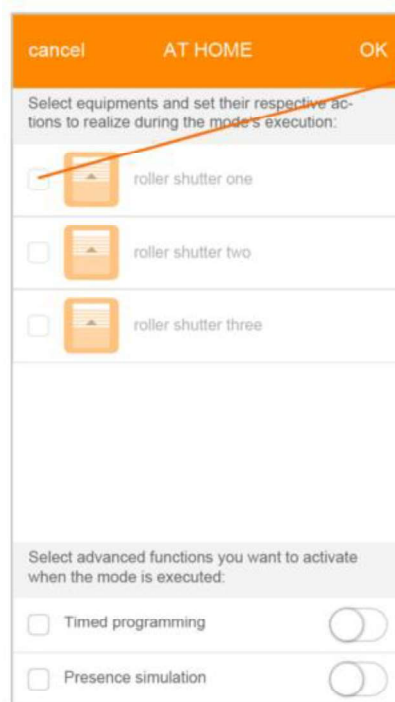 cancel AT HOME OK
Select equipments and set their respective ac-
tions to realize during the mode's execution:
roller shutter one
roller shutter two
roller shutter three
Select advanced functions you want to activate
when the mode is executed:
Timed programming
Presence simulation